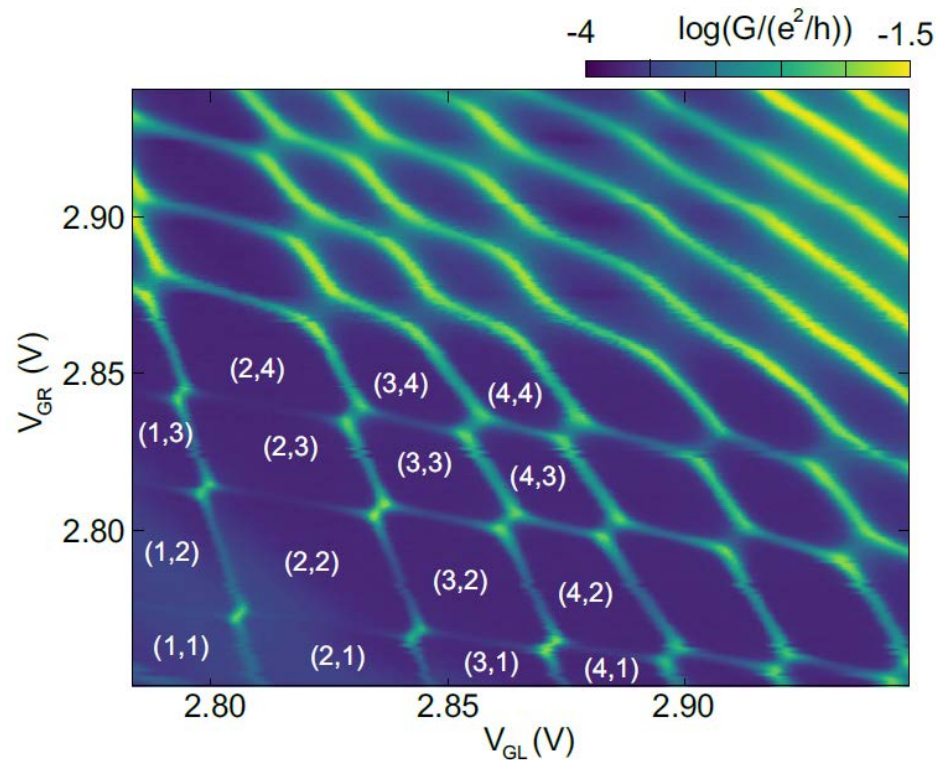 -4 log(G/(e²/h)) -1.5
2.90
2.85
2.80
V_GR (V)
(2,4) (3,4) (4,4)
(1,3) (2,3) (3,3) (4,3)
(1,2) (2,2) (3,2) (4,2)
(1,1) (2,1) (3,1) (4,1)
2.80 2.85 2.90
V_GL (V)